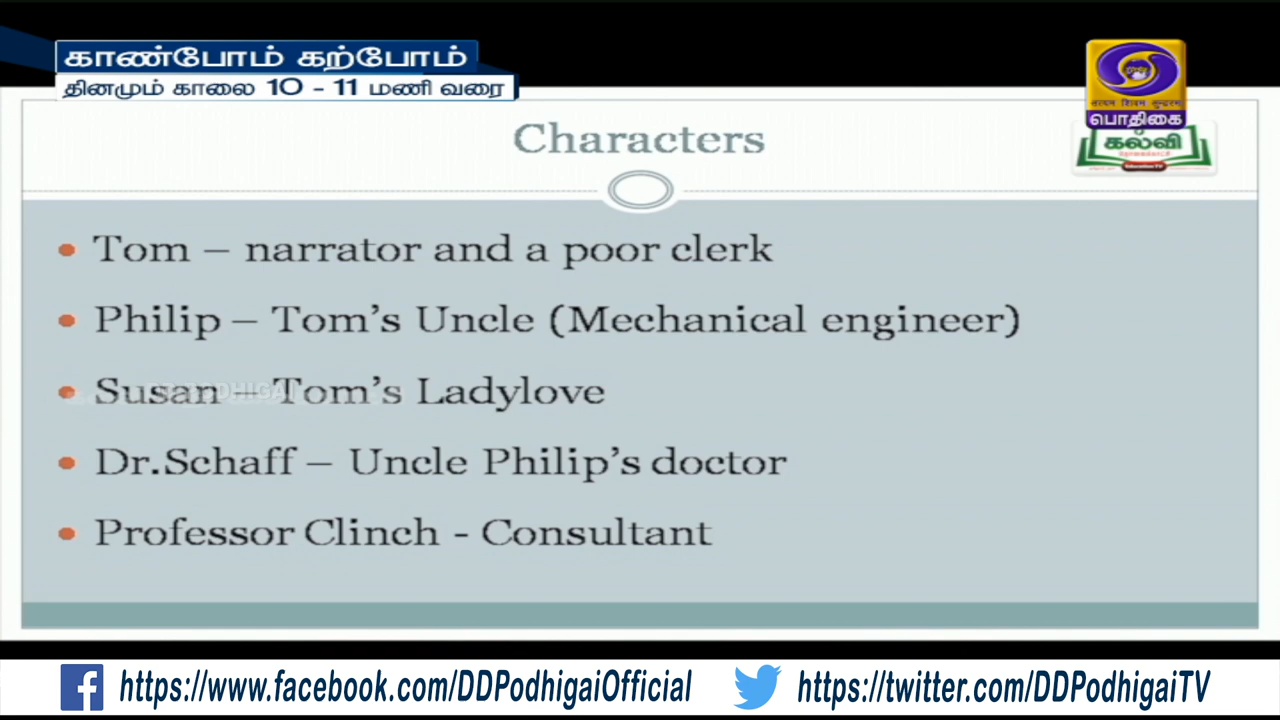 காண்போம் கற்போம்
தினமும் காலை 10 - 11 மணி வரை
பொதிகை
கல்வி
Characters
• Tom – narrator and a poor clerk
• Philip – Tom's Uncle (Mechanical engineer)
• Susan – Tom's Ladylove
• Dr.Schaff – Uncle Philip's doctor
• Professor Clinch - Consultant
https://www.facebook.com/DDPodhigaiOfficial
https://twitter.com/DDPodhigaiTV